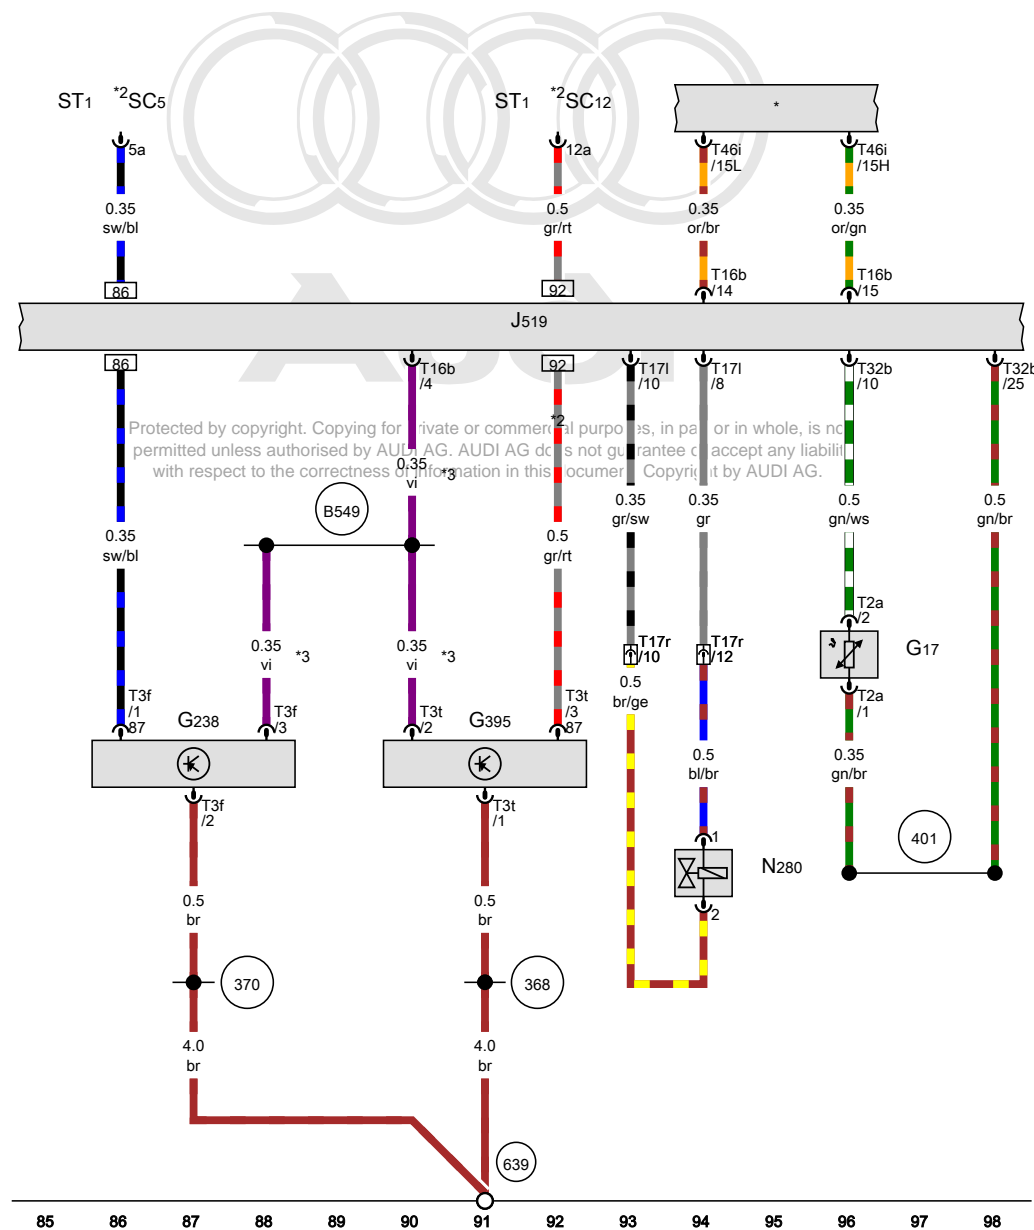 ST1 *2SC5
ST1 *2SC12
*
5a
12a
T46i
/15L
T46i
/15H
0.35
sw/bl
0.5
gr/rt
0.35
or/br
0.35
or/gn
86
92
T16b
/14
T16b
/15
J519
86
T16b
/4
92
T17l
/10
T17l
/8
T32b
/10
T32b
/25
*2
Protected by copyright. Copying for private or commercial purposes, in part or in whole, is not
permitted unless authorised by AUDI AG. AUDI AG does not guarantee or accept any liability
with respect to the correctness of information in this document. Copyright by AUDI AG.
0.35
vi
*3
B549
0.35
gr/sw
0.35
gr
0.5
gn/ws
0.5
gn/br
0.35
sw/bl
0.5
gr/rt
T2a
/2
G17
T2a
/1
0.35
vi
*3
0.35
vi
*3
T17r
/10
T17r
/12
0.5
br/ge
T3f
/1
87
G238
T3f
/3
T3t
/2
G395
T3t
/3
87
0.5
bl/br
0.35
gn/br
T3f
/2
T3t
/1
1
N280
2
401
0.5
br
0.5
br
370
368
4.0
br
4.0
br
639
85 86 87 88 89 90 91 92 93 94 95 96 97 98